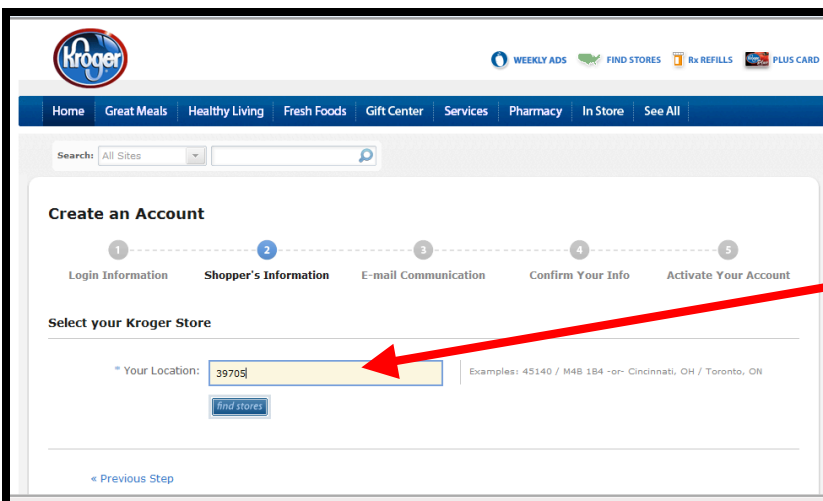 Kroger
WEEKLY ADS FIND STORES Rx REFILLS PLUS CARD
Home Great Meals Healthy Living Fresh Foods Gift Center Services Pharmacy In Store See All
Search: All Sites
Create an Account
1 2 3 4 5
Login Information Shopper's Information E-mail Communication Confirm Your Info Activate Your Account
Select your Kroger Store
* Your Location: 39705 Examples: 45140 / M4B 1B4 -or- Cincinnati, OH / Toronto, ON
find stores
« Previous Step